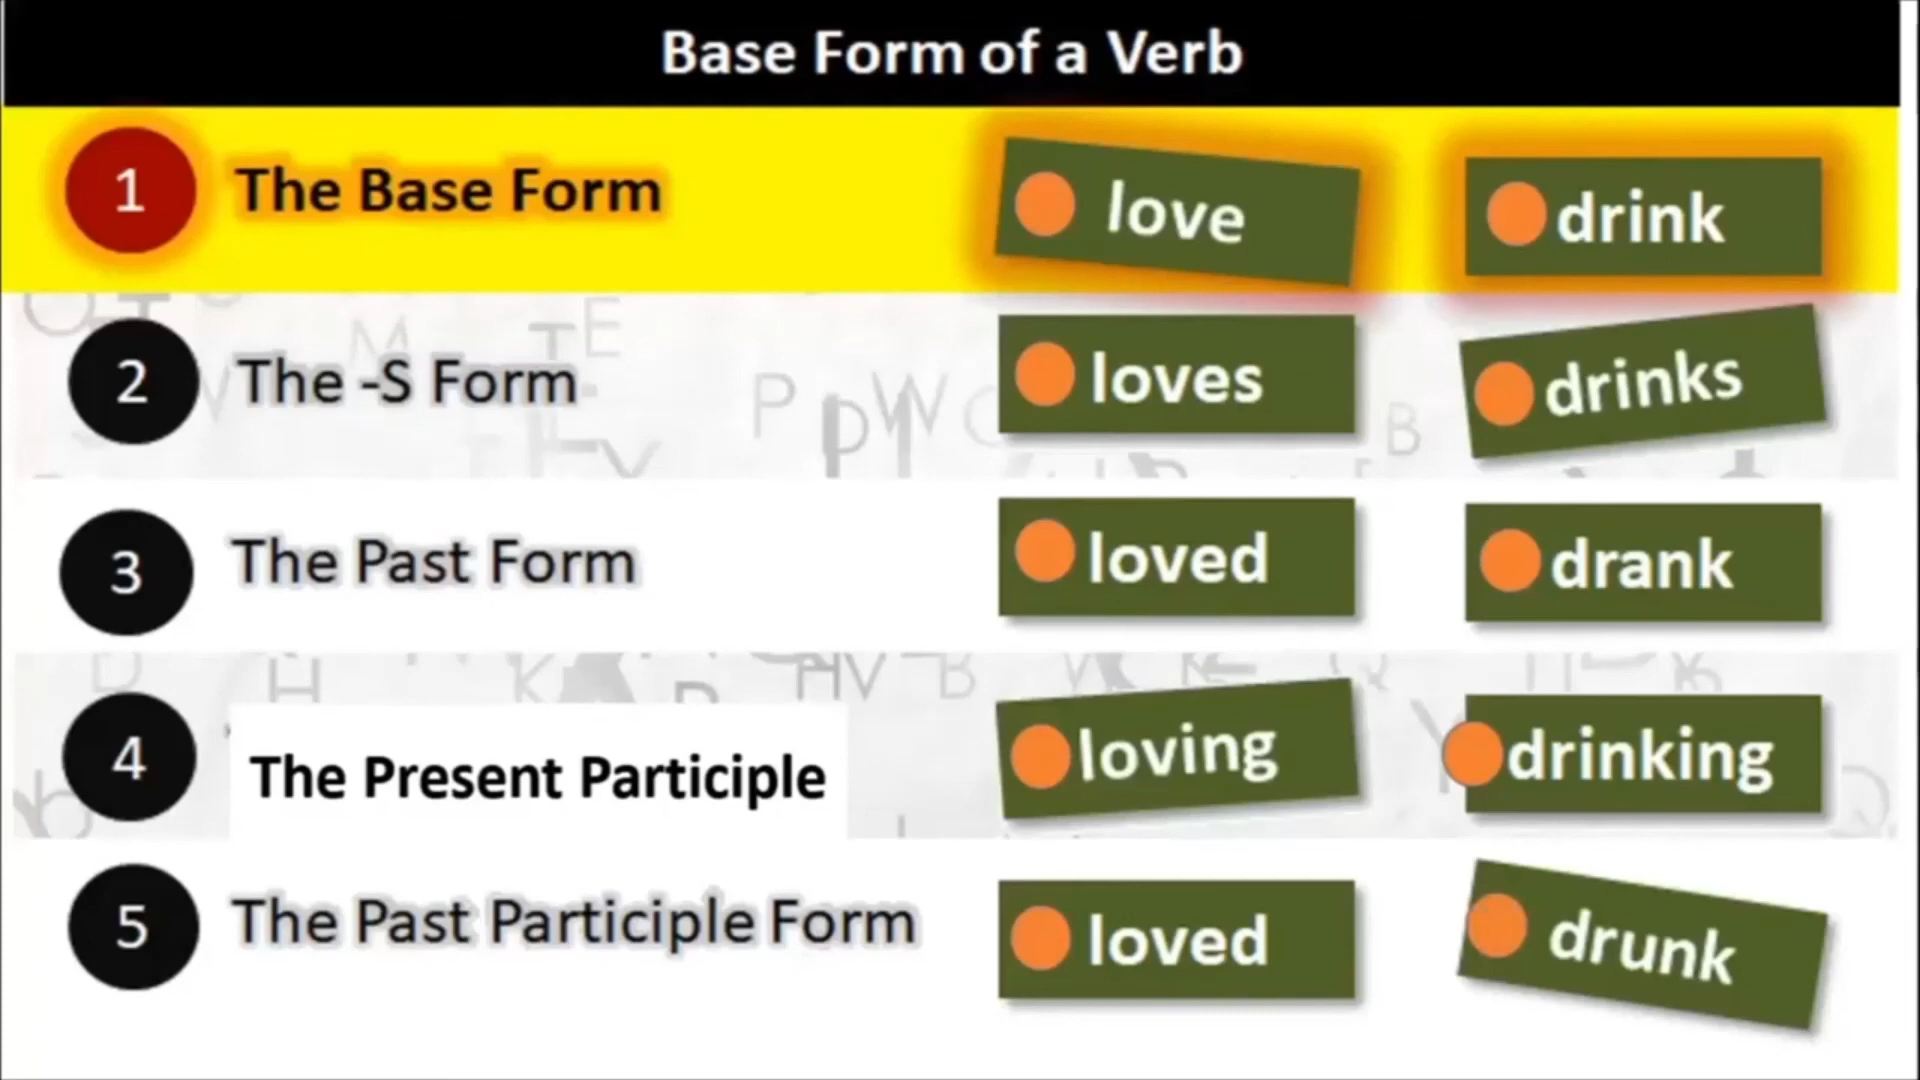 Base Form of a Verb
1 The Base Form love drink
2 The -S Form loves drinks
3 The Past Form loved drank
4 The Present Participle loving drinking
5 The Past Participle Form loved drunk